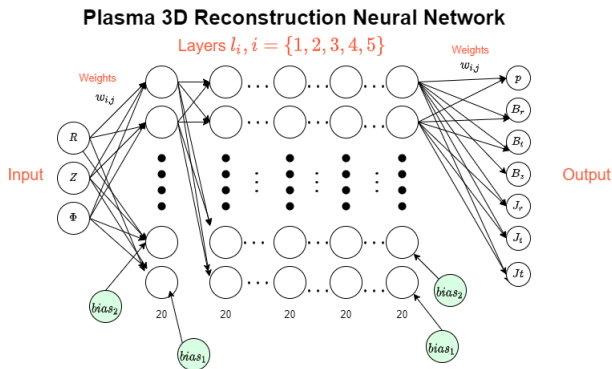 Plasma 3D Reconstruction Neural Network
Layers l_i, i = {1, 2, 3, 4, 5}
Weights
w_{i,j}
Weights
w_{i,j}
Input
R
Z
Φ
p
B_r
B_t
B_z
J_r
J_t
Jt
Output
bias_2
bias_1
bias_2
bias_1
20
20
20
20
20